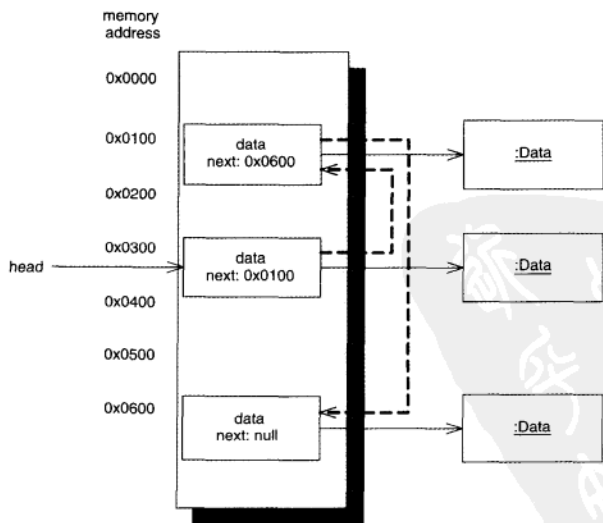 memory
address
0x0000
0x0100
data
next: 0x0600
:Data
0x0200
0x0300
head
data
next: 0x0100
:Data
0x0400
0x0500
0x0600
data
next: null
:Data